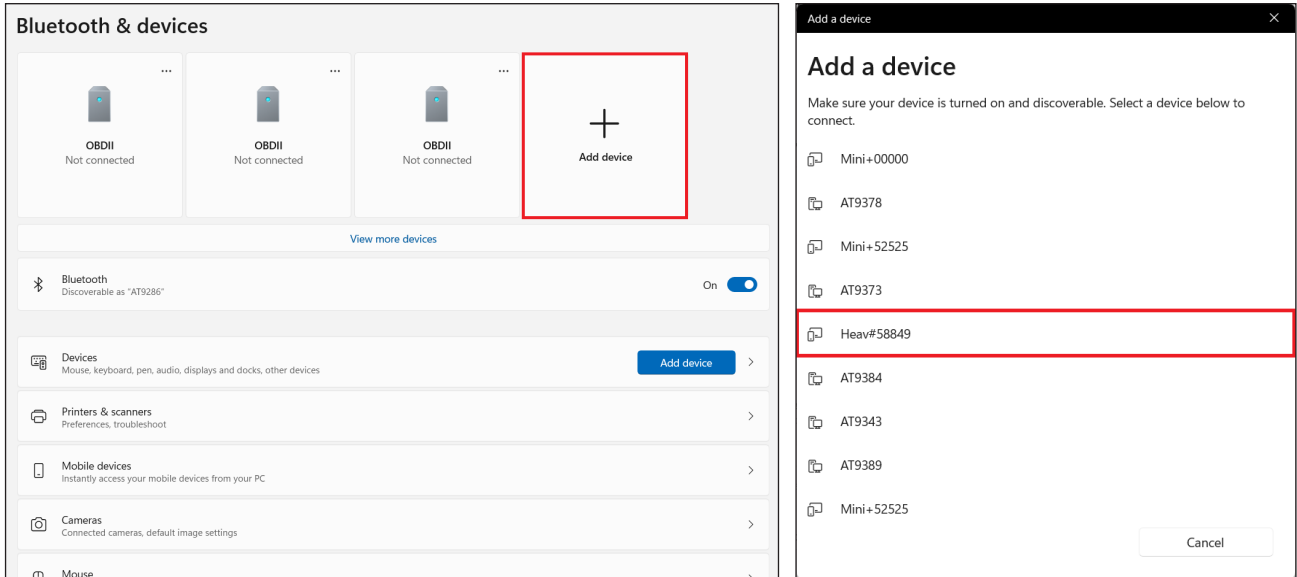 Bluetooth & devices
OBDII
Not connected
OBDII
Not connected
OBDII
Not connected
Add device
View more devices
Bluetooth
Discoverable as "AT9286"
On
Devices
Mouse, keyboard, pen, audio, displays and docks, other devices
Add device
Printers & scanners
Preferences, troubleshoot
Mobile devices
Instantly access your mobile devices from your PC
Cameras
Connected cameras, default image settings
Mouse
Add a device
Add a device
Make sure your device is turned on and discoverable. Select a device below to
connect.
Mini+00000
AT9378
Mini+52525
AT9373
Heav#58849
AT9384
AT9343
AT9389
Mini+52525
Cancel